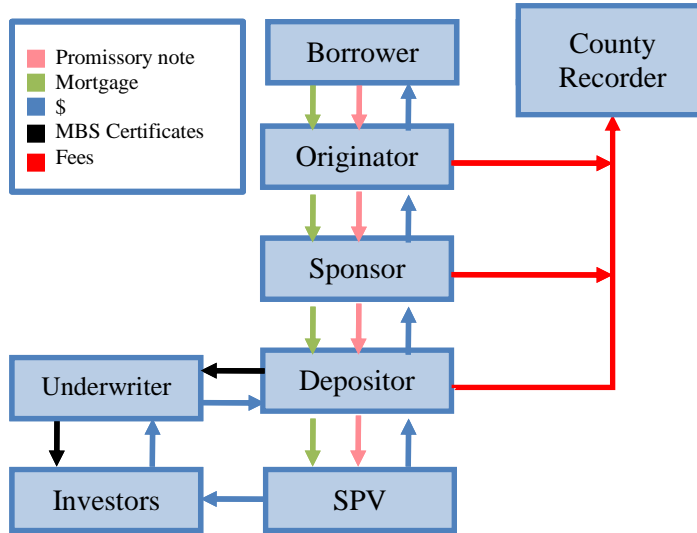 Promissory note
Mortgage
$
MBS Certificates
Fees
Borrower
County
Recorder
Originator
Sponsor
Underwriter
Depositor
Investors
SPV